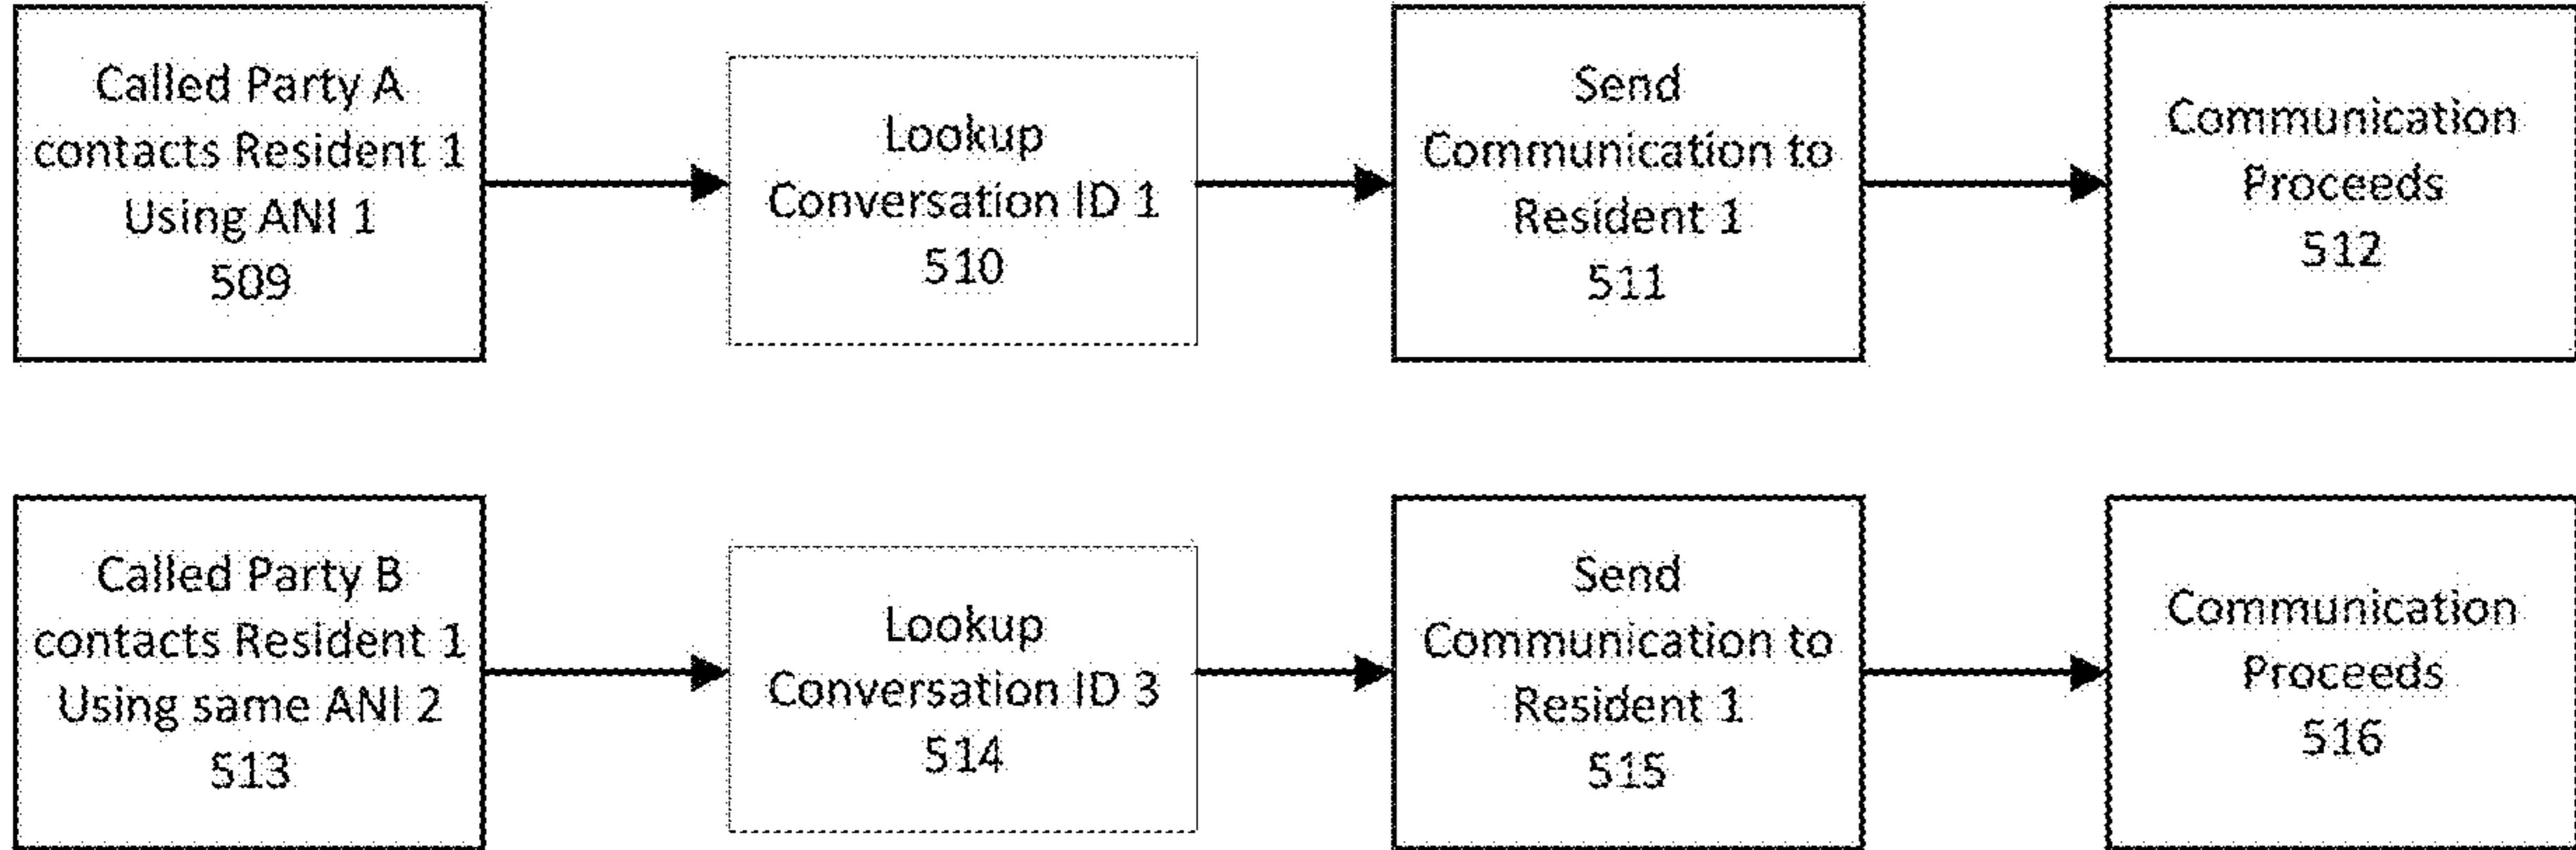 Called Party A
contacts Resident 1
Using ANI 1
509
Lookup
Conversation ID 1
510
Send
Communication to
Resident 1
511
Communication
Proceeds
512
Called Party B
contacts Resident 1
Using same ANI 2
513
Lookup
Conversation ID 3
514
Send
Communication to
Resident 1
515
Communication
Proceeds
516